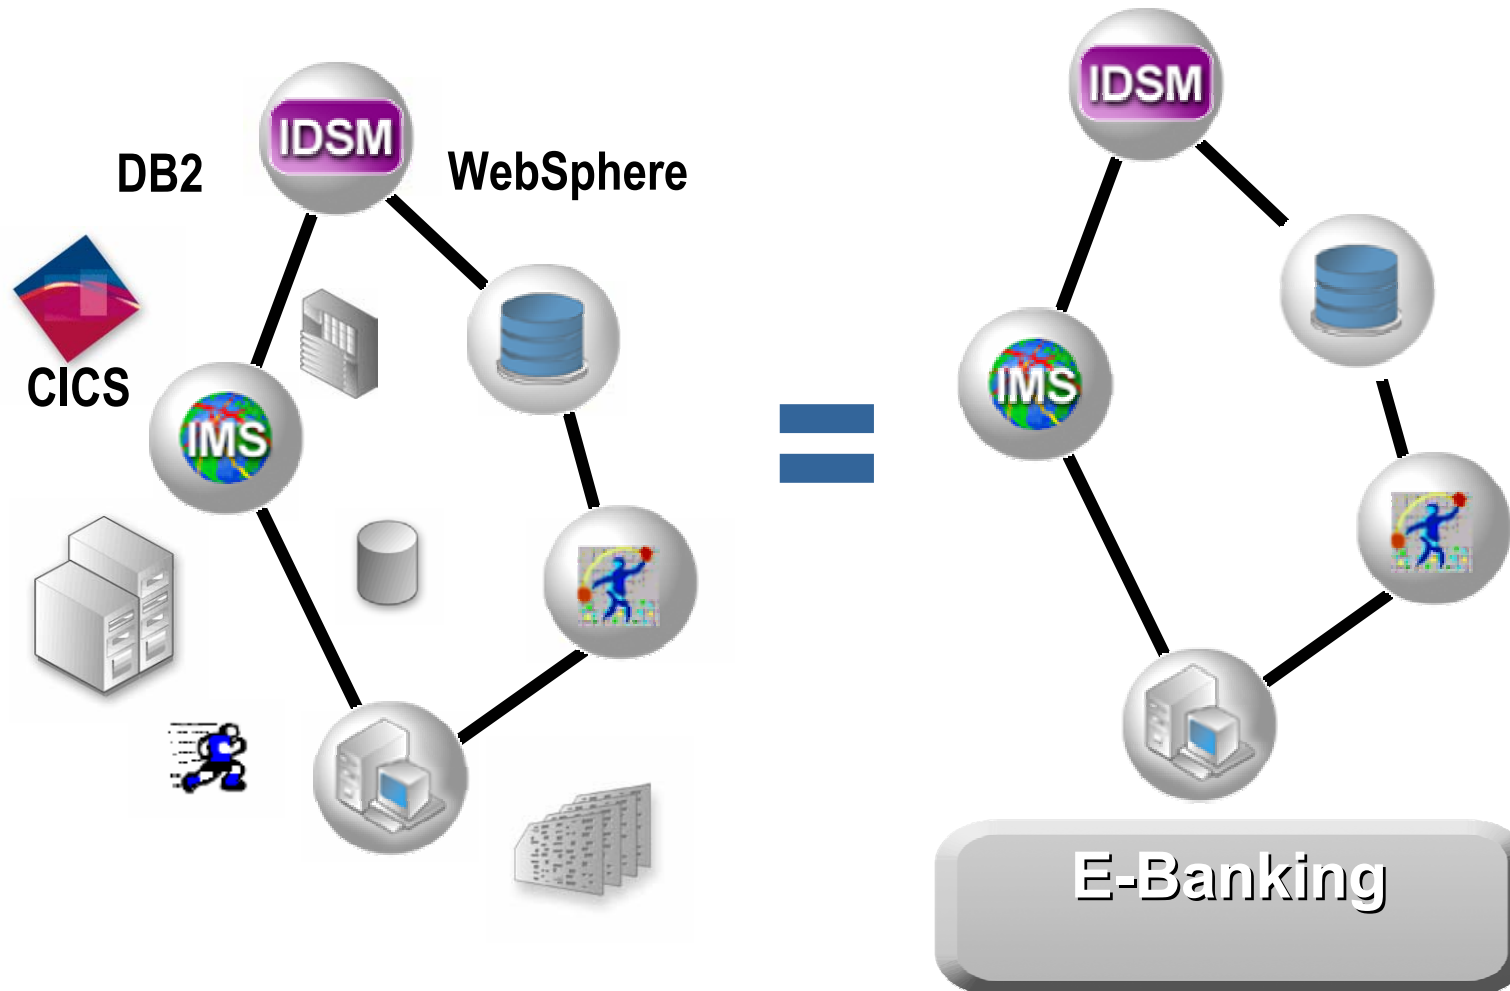 IDSM
DB2
WebSphere
CICS
IMS
IDSM
IMS
E-Banking